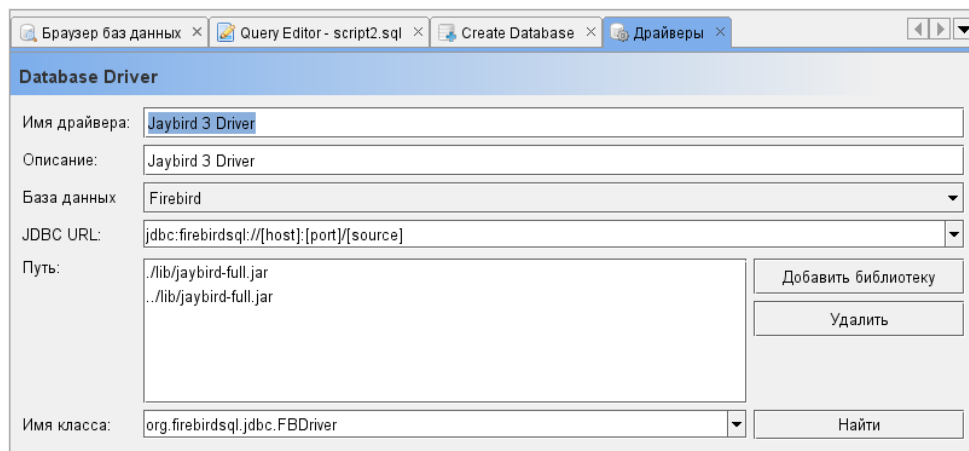 Браузер баз данных × Query Editor - script2.sql × Create Database × Драйверы ×
Database Driver
Имя драйвера: Jaybird 3 Driver
Описание: Jaybird 3 Driver
База данных Firebird
JDBC URL: jdbc:firebirdsql://[host]:[port]/[source]
Путь: ./lib/jaybird-full.jar Добавить библиотеку
../lib/jaybird-full.jar
Удалить
Имя класса: org.firebirdsql.jdbc.FBDriver Найти